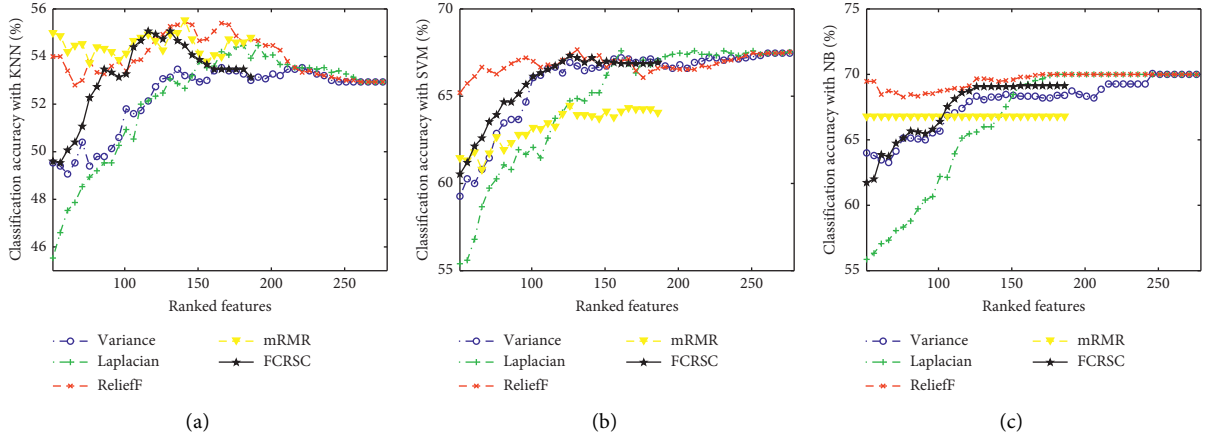 Classification accuracy with KNN (%)
56
54
52
50
48
46
100
150
200
250
Ranked features
Variance
Laplacian
ReliefF
mRMR
FCRSC
(a)
Classification accuracy with SVM (%)
70
65
60
55
100
150
200
250
Ranked features
Variance
Laplacian
ReliefF
mRMR
FCRSC
(b)
Classification accuracy with NB (%)
75
70
65
60
55
100
150
200
250
Ranked features
Variance
Laplacian
ReliefF
mRMR
FCRSC
(c)